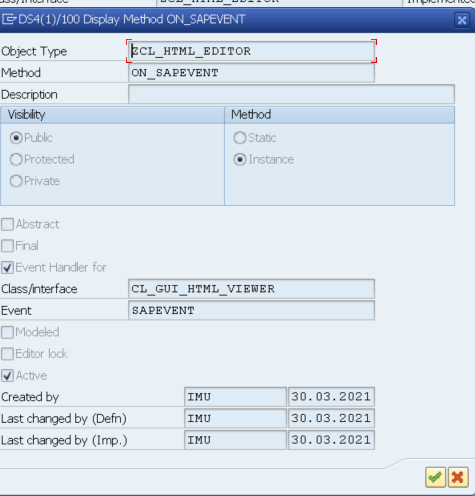 DS4(1)/100 Display Method ON_SAPEVENT
Object Type ZCL_HTML_EDITOR
Method ON_SAPEVENT
Description
Visibility Method
Public Static
Protected Instance
Private
Abstract
Final
Event Handler for
Class/interface CL_GUI_HTML_VIEWER
Event SAPEVENT
Modeled
Editor lock
Active
Created by IMU 30.03.2021
Last changed by (Defn) IMU 30.03.2021
Last changed by (Imp.) IMU 30.03.2021